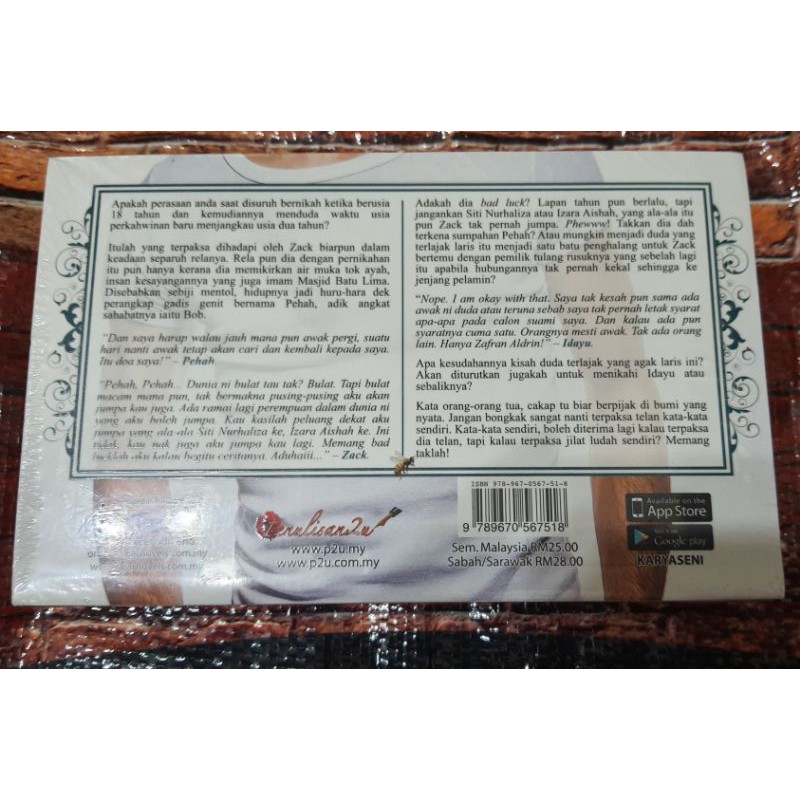 Apakah perasaan anda saat disuruh bernikah ketika berusia
18 tahun dan kemudiannya menduda waktu usia
perkahwinan baru menjangkau usia dua tahun?
Itulah yang terpaksa dihadapi oleh Zack biarpun dalam
keadaan separuh relanya. Rela pun dia dengan pernikahan
itu pun hanya kerana dia memikirkan air muka tok ayah,
insan kesayangannya yang juga imam Masjid Batu Lima.
Disebabkan sebiji mentol, hidupnya jadi huru-hara dek
perangkap gadis genit bernama Pehah, adik angkat
sahabatnya iaitu Bob.
“Dan saya harap walau jauh mana pun awak pergi, suatu
hari nanti awak tetap akan cari dan kembali kepada saya.
Itu doa saya!” – Pehah
“Pehah, Pehah... Dunia ni bulat tau tak? Bulat. Tapi bulat
macam mana pun, tak bermakna pusing-pusing aku akan
jumpa kau juga. Ada ramai lagi perempuan dalam dunia ni
yang aku boleh jumpa. Kau kasilah peluang dekat aku
jumpa yang ala-ala Siti Nurhaliza ke, Izara Aishah ke. Ini
tidak, kau nak juga aku jumpa kau lagi. Memang bad
lucklah aku kalau begitu ceritanya. Aduhaiii...” – Zack.
Adakah dia bad luck? Lapan tahun pun berlalu, tapi
jangankan Siti Nurhaliza atau Izara Aishah, yang ala-ala itu
pun Zack tak pernah jumpa. Phewww! Takkan dia dah
terkena sumpahan Pehah? Atau mungkin menjadi duda yang
terlajak laris itu menjadi satu batu penghalang untuk Zack
bertemu dengan pemilik tulang rusuknya yang sebelah lagi
itu apabila hubungannya tak pernah kekal sehingga ke
jenjang pelamin?
“Nope. I am okay with that. Saya tak kesah pun sama ada
awak ni duda atau teruna sebab saya tak pernah letak syarat
apa-apa pada calon suami saya. Dan kalau ada pun
syaratnya cuma satu. Orangnya mesti awak. Tak ada orang
lain. Hanya Zafran Aldrin!” – Idayu.
Apa kesudahannya kisah duda terlajak yang agak laris ini?
Akan diturutkan jugakah untuk menikahi Idayu atau
sebaliknya?
Kata orang-orang tua, cakap tu biar berpijak di bumi yang
nyata. Jangan bongkak sangat nanti terpaksa telan kata-kata
sendiri. Kata-kata sendiri, boleh diterima lagi kalau terpaksa
dia telan, tapi kalau terpaksa jilat ludah sendiri? Memang
taklah!
Penulisan2u
www.p2u.my
www.p2u.com.my
ISBN 978-967-0567-51-8
9 789670 567518
Sem. Malaysia RM25.00
Sabah/Sarawak RM28.00
Available on the
App Store
Google play
KARYASENI